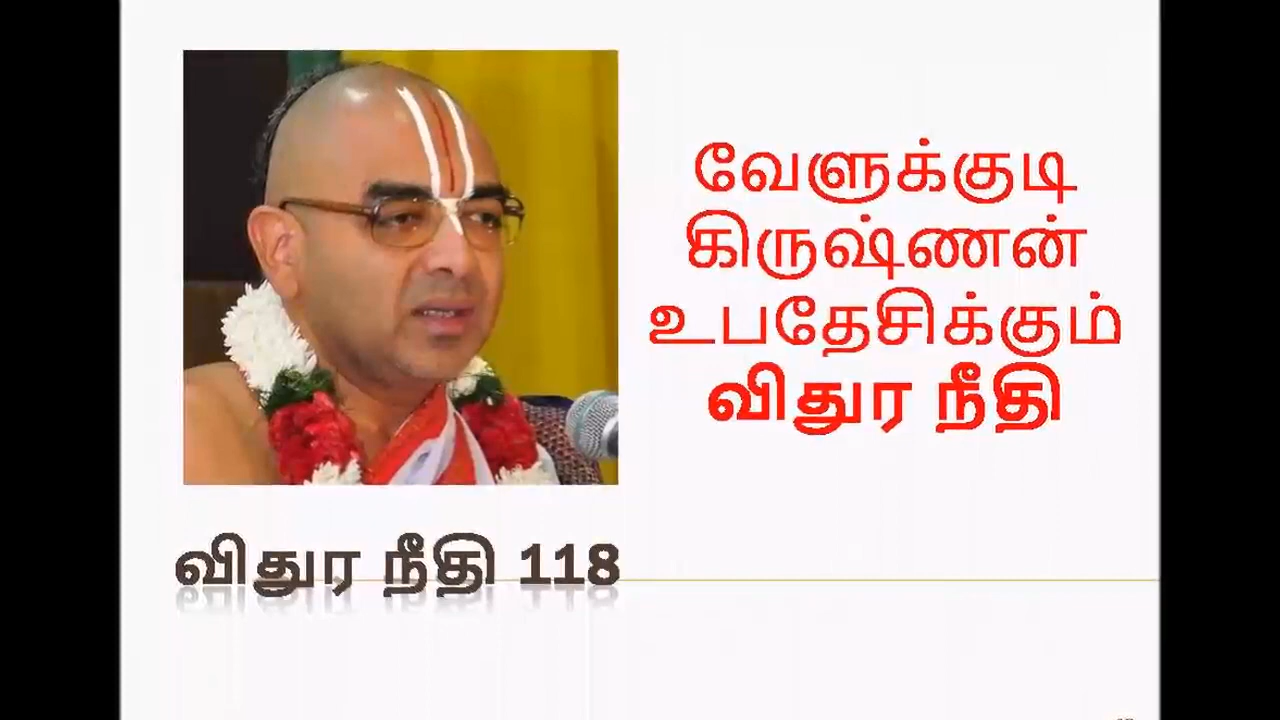 வேளுக்குடி
கிருஷ்ணன்
உபதேசிக்கும்
விதுர நீதி
விதுர நீதி 118